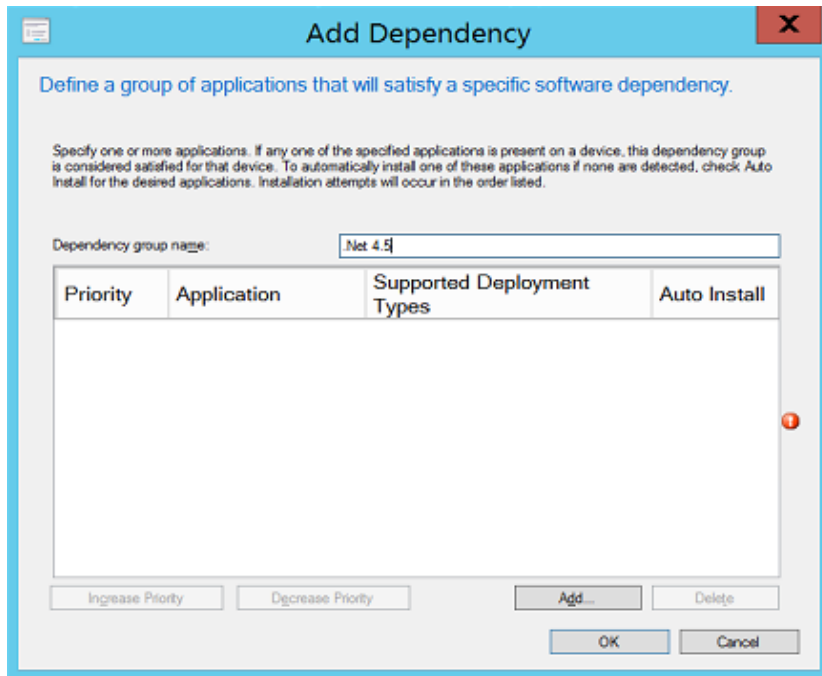 Add Dependency
Define a group of applications that will satisfy a specific software dependency.
Specify one or more applications. If any one of the specified applications is present on a device, this dependency group
is considered satisfied for that device. To automatically install one of these applications if none are detected, check Auto
Install for the desired applications. Installation attempts will occur in the order listed.
Dependency group name: .Net 4.5
Priority Application Supported Deployment Types Auto Install
Increase Priority Decrease Priority Add... Delete
OK Cancel